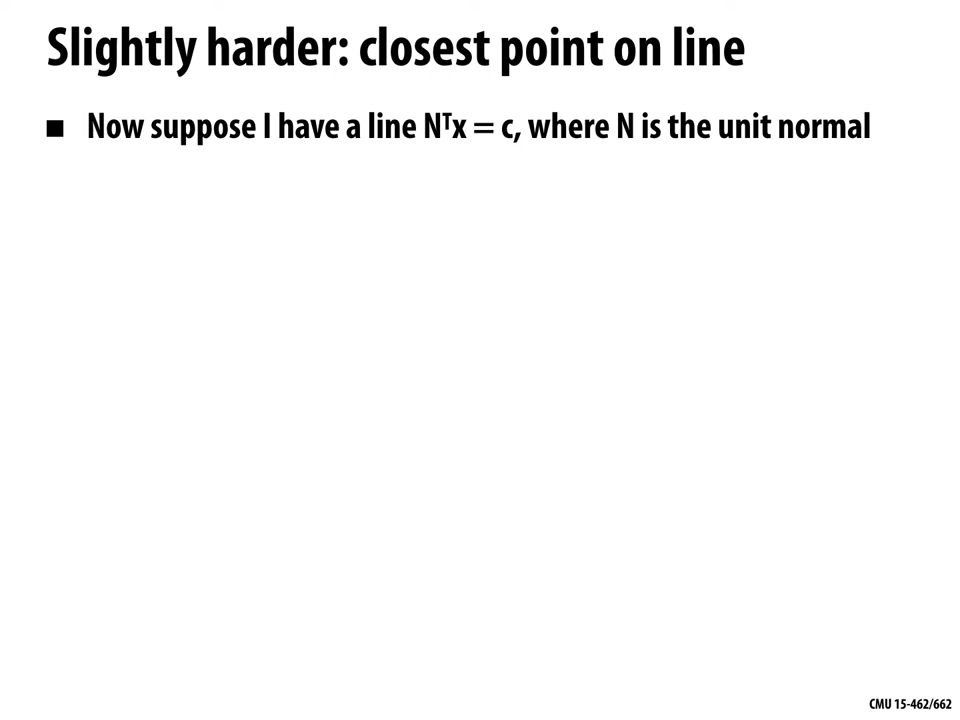 Slightly harder: closest point on line
■ Now suppose I have a line Nᵀx = c, where N is the unit normal
CMU 15-462/662